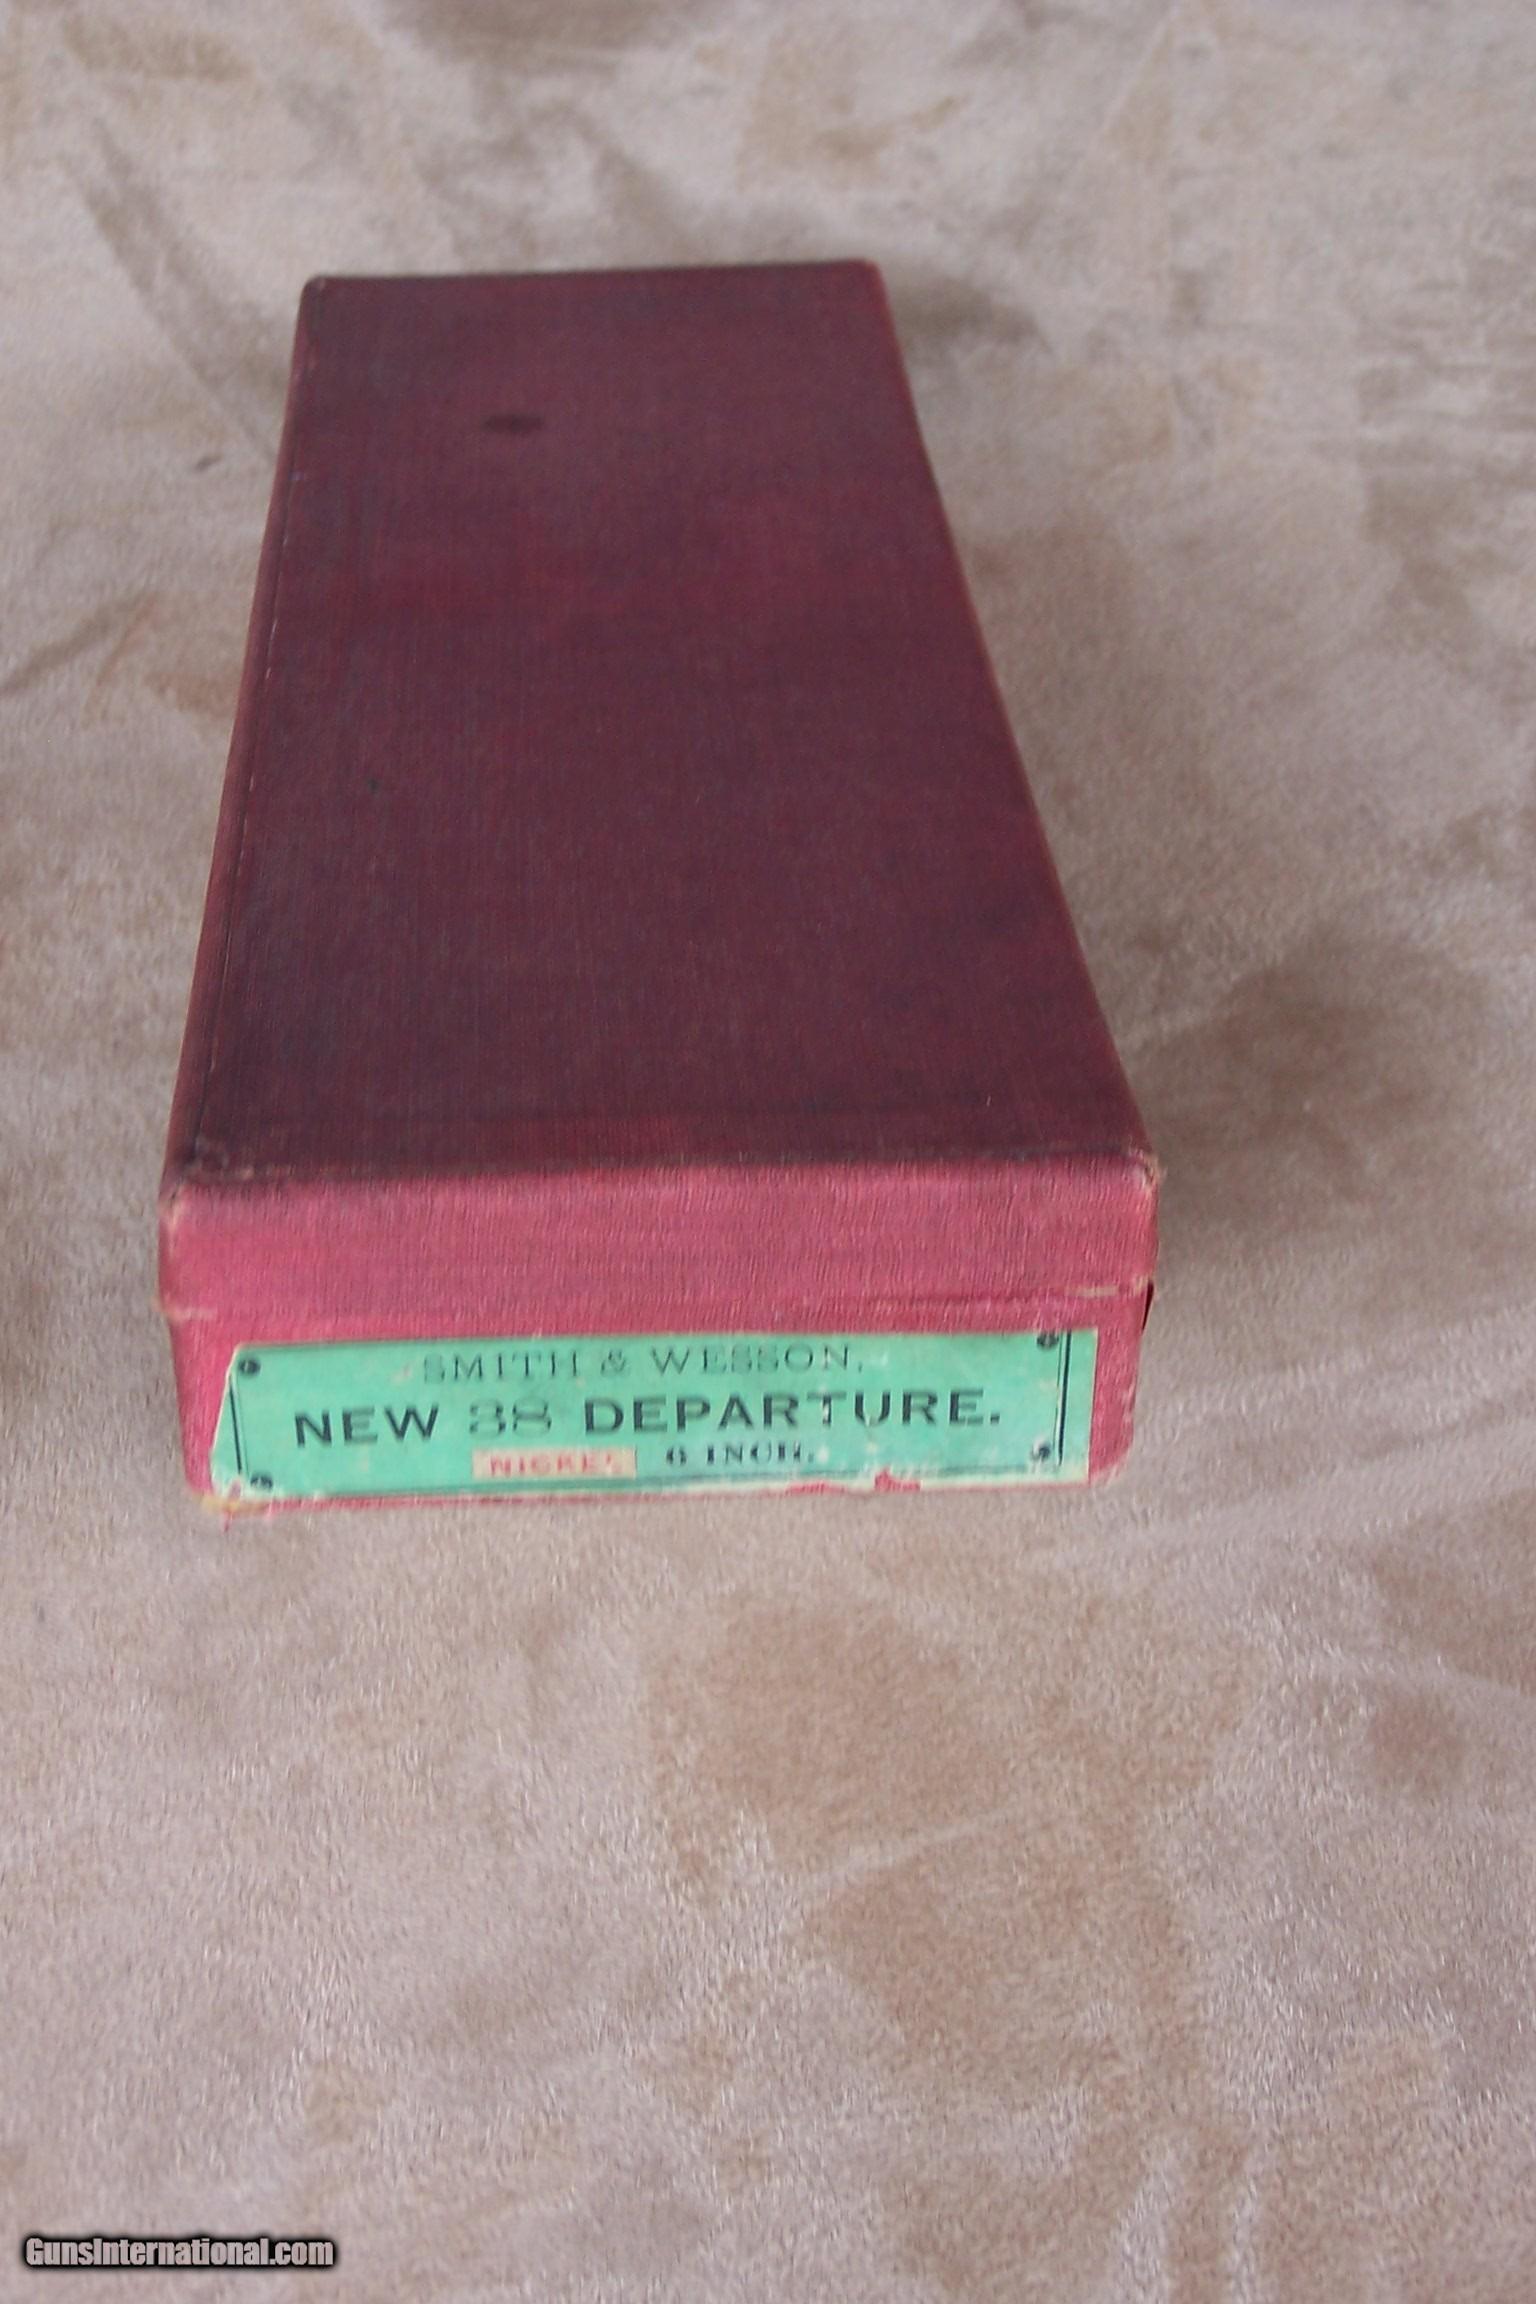 SMITH & WESSON.
NEW 38 DEPARTURE.
NICKEL 6 INCH.
GunsInternational.com